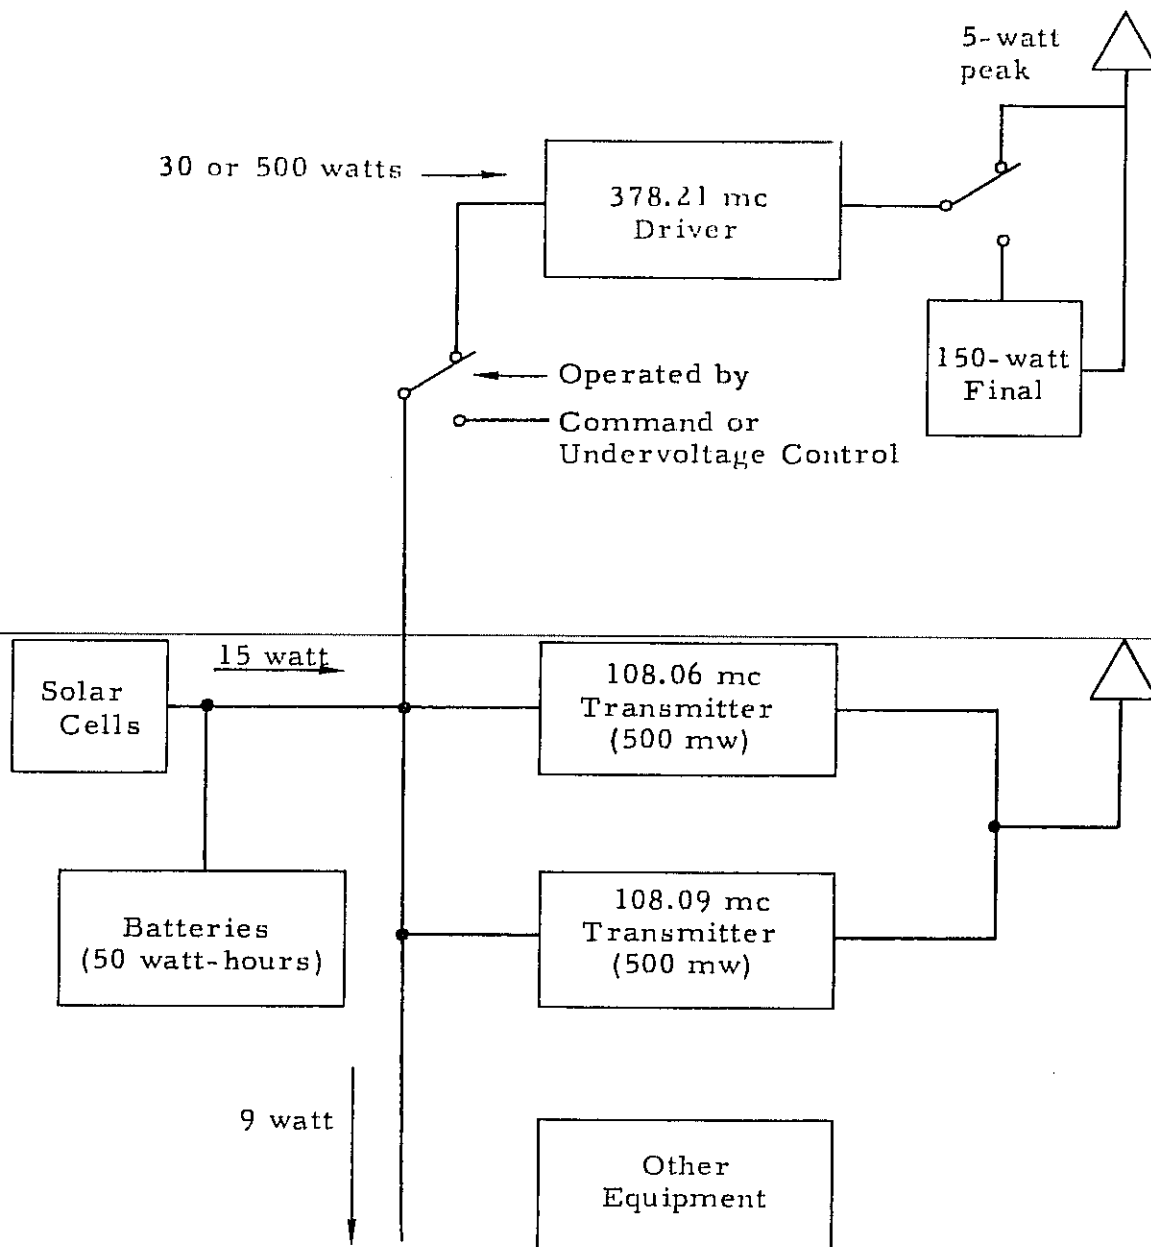 5-watt
peak
30 or 500 watts
378.21 mc
Driver
150-watt
Final
Operated by
Command or
Undervoltage Control
15 watt
Solar
Cells
108.06 mc
Transmitter
(500 mw)
Batteries
(50 watt-hours)
108.09 mc
Transmitter
(500 mw)
9 watt
Other
Equipment